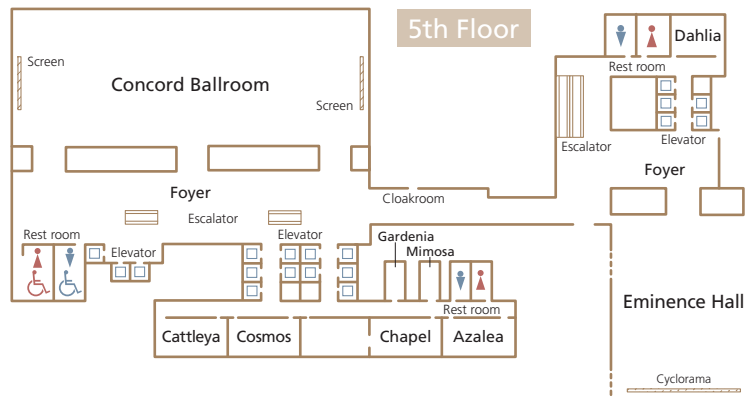 5th Floor
Screen
Concord Ballroom
Screen
Dahlia
Rest room
Elevator
Escalator
Foyer
Foyer
Cloakroom
Escalator
Rest room
Elevator
Elevator
Gardenia
Mimosa
Rest room
Eminence Hall
Cattleya
Cosmos
Chapel
Azalea
Cyclorama